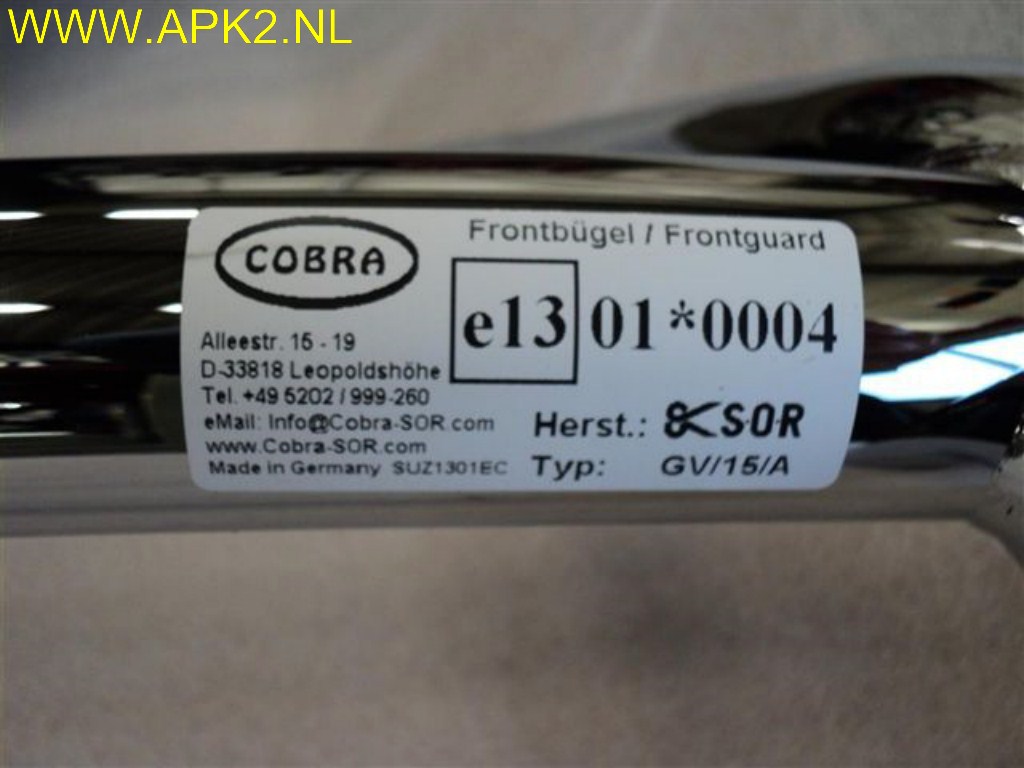 WWW.APK2.NL
COBRA
Alleestr. 15 - 19
D-33818 Leopoldshöhe
Tel. +49 5202 / 999-260
eMail: Info@Cobra-SOR.com
www.Cobra-SOR.com
Made in Germany SUZ1301EC
Frontbügel / Frontguard
e13 01*0004
Herst.: SOR
Typ: GV/15/A